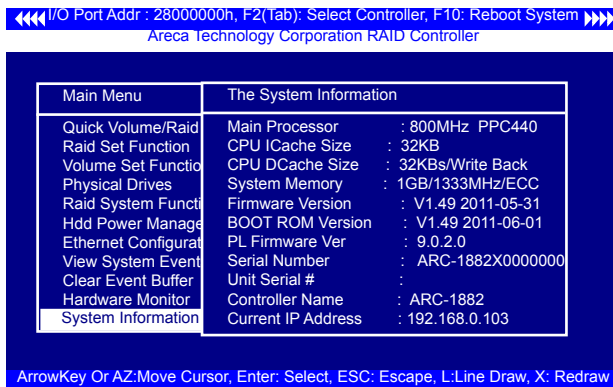 I/O Port Addr : 28000000h, F2(Tab): Select Controller, F10: Reboot System
Areca Technology Corporation RAID Controller
Main Menu
Quick Volume/Raid
Raid Set Function
Volume Set Functio
Physical Drives
Raid System Functi
Hdd Power Manage
Ethernet Configurat
View System Event
Clear Event Buffer
Hardware Monitor
System Information
The System Information
Main Processor : 800MHz PPC440
CPU ICache Size : 32KB
CPU DCache Size : 32KBs/Write Back
System Memory : 1GB/1333MHz/ECC
Firmware Version : V1.49 2011-05-31
BOOT ROM Version : V1.49 2011-06-01
PL Firmware Ver : 9.0.2.0
Serial Number : ARC-1882X0000000
Unit Serial # :
Controller Name : ARC-1882
Current IP Address : 192.168.0.103
ArrowKey Or AZ:Move Cursor, Enter: Select, ESC: Escape, L:Line Draw, X: Redraw